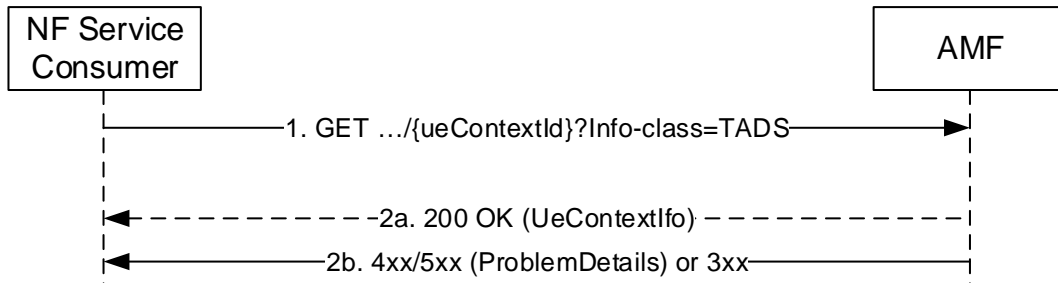 NF Service
Consumer
AMF
1. GET …/{ueContextId}?Info-class=TADS
2a. 200 OK (UeContextIfo)
2b. 4xx/5xx (ProblemDetails) or 3xx